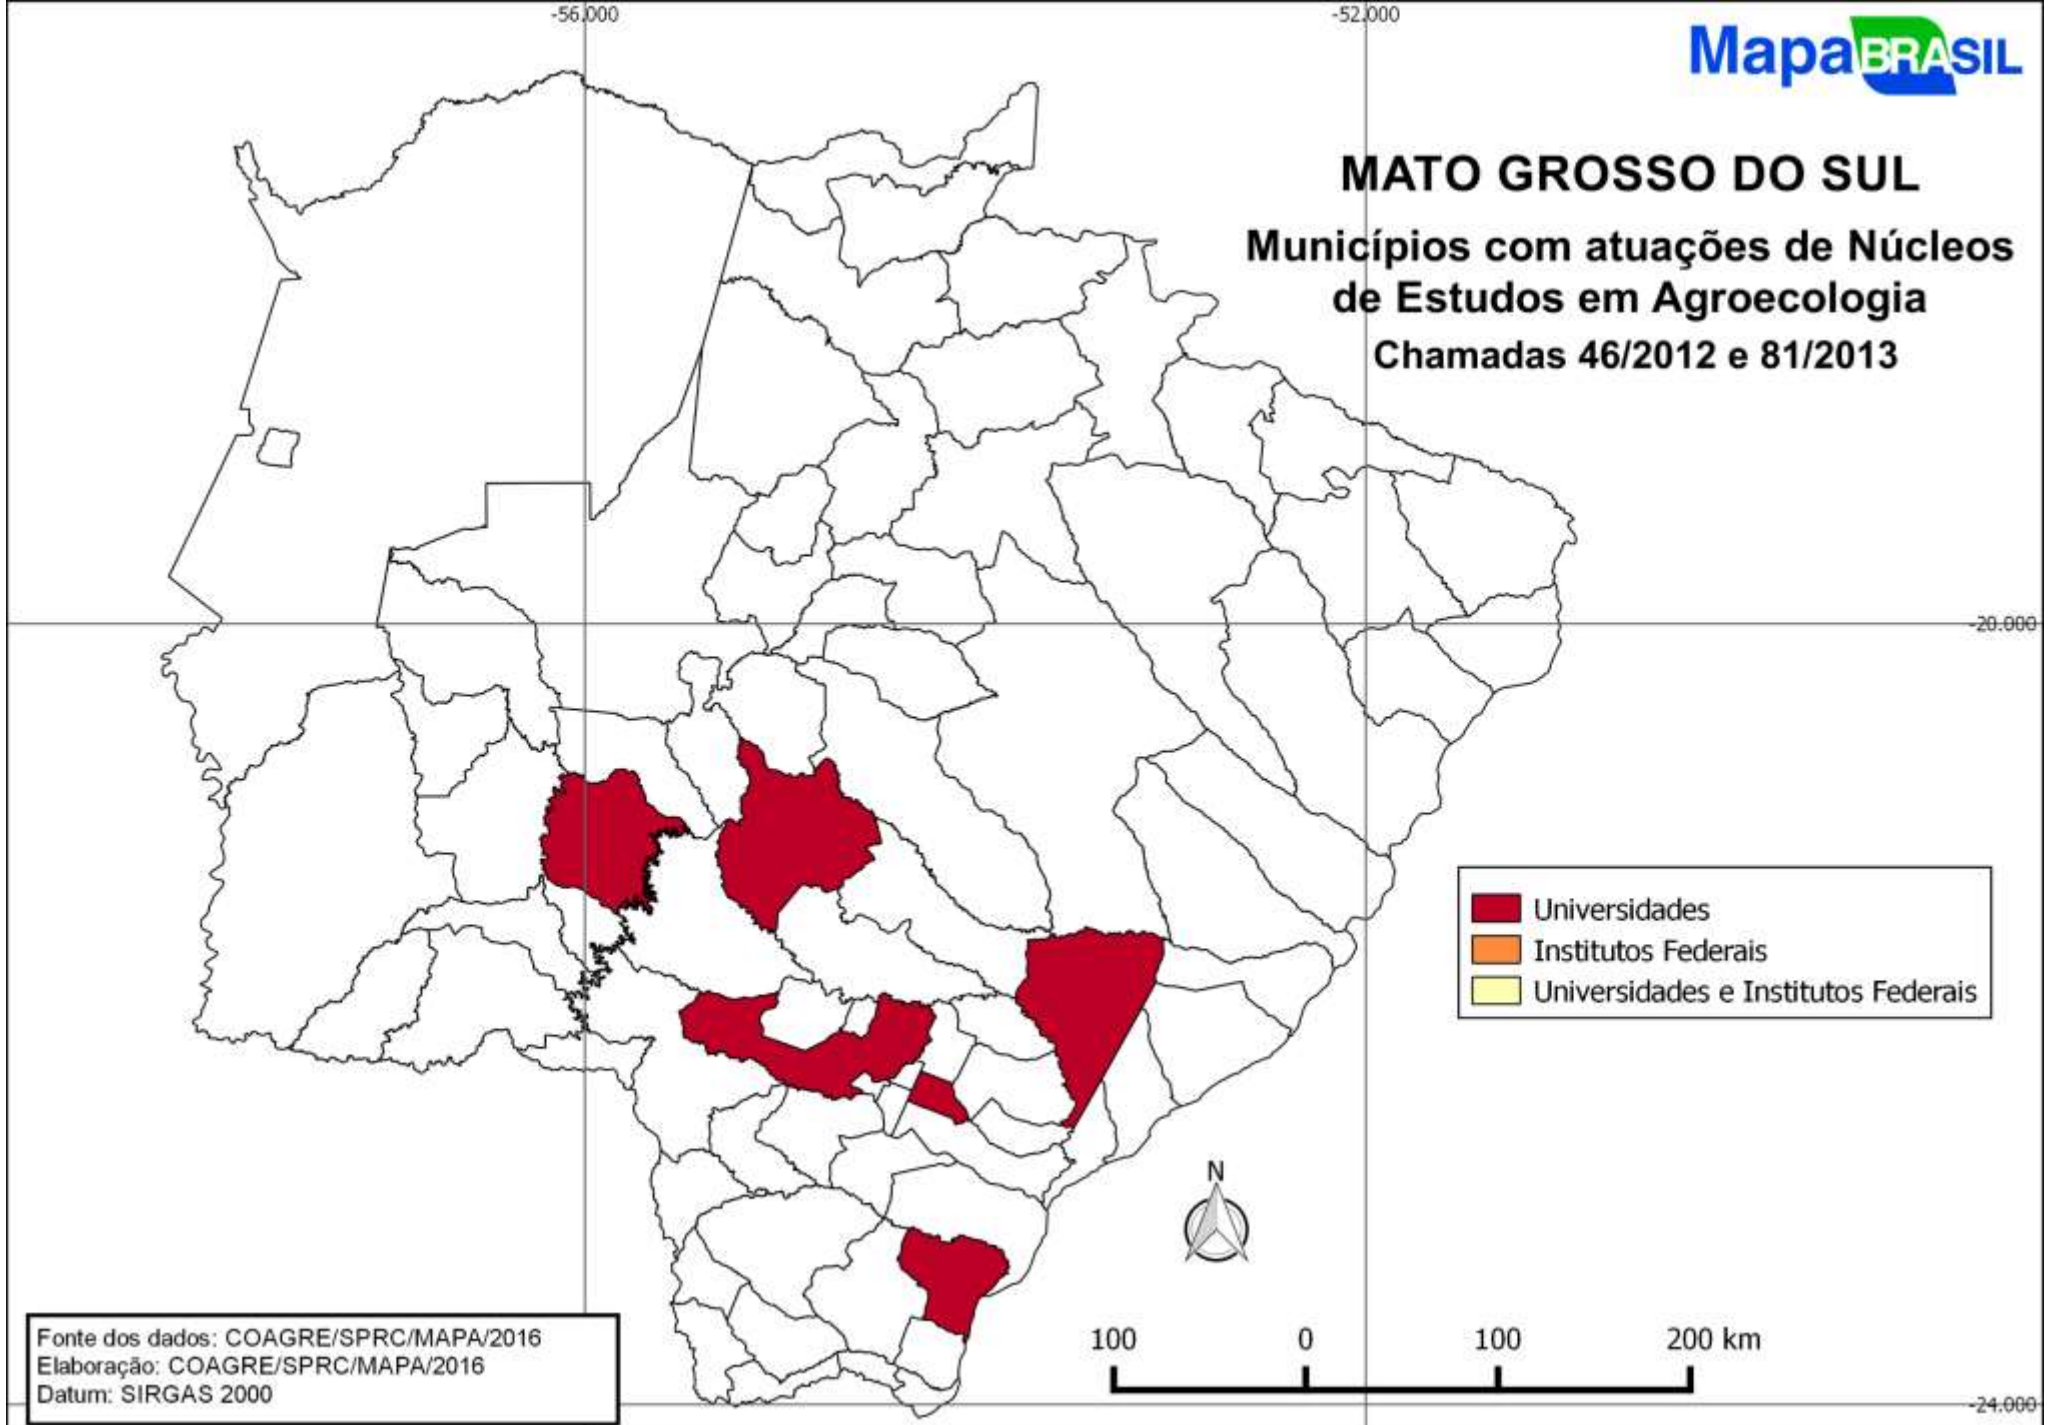 -56.000
-52.000
MapaBRASIL
MATO GROSSO DO SUL
Municípios com atuações de Núcleos
de Estudos em Agroecologia
Chamadas 46/2012 e 81/2013
-20.000
Universidades
Institutos Federais
Universidades e Institutos Federais
N
100 0 100 200 km
Fonte dos dados: COAGRE/SPRC/MAPA/2016
Elaboração: COAGRE/SPRC/MAPA/2016
Datum: SIRGAS 2000
-24.000